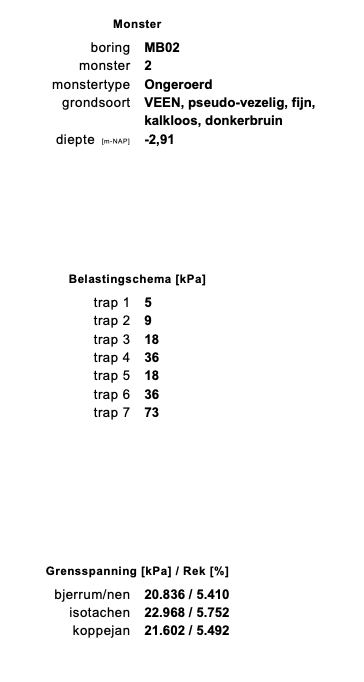 Monster
boring MB02
monster 2
monstertype Ongeroerd
grondsoort VEEN, pseudo-vezelig, fijn,
kalkloos, donkerbruin
diepte [m-NAP] -2,91
Belastingschema [kPa]
trap 1 5
trap 2 9
trap 3 18
trap 4 36
trap 5 18
trap 6 36
trap 7 73
Grensspanning [kPa] / Rek [%]
bjerrum/nen 20.836 / 5.410
isotachen 22.968 / 5.752
koppejan 21.602 / 5.492